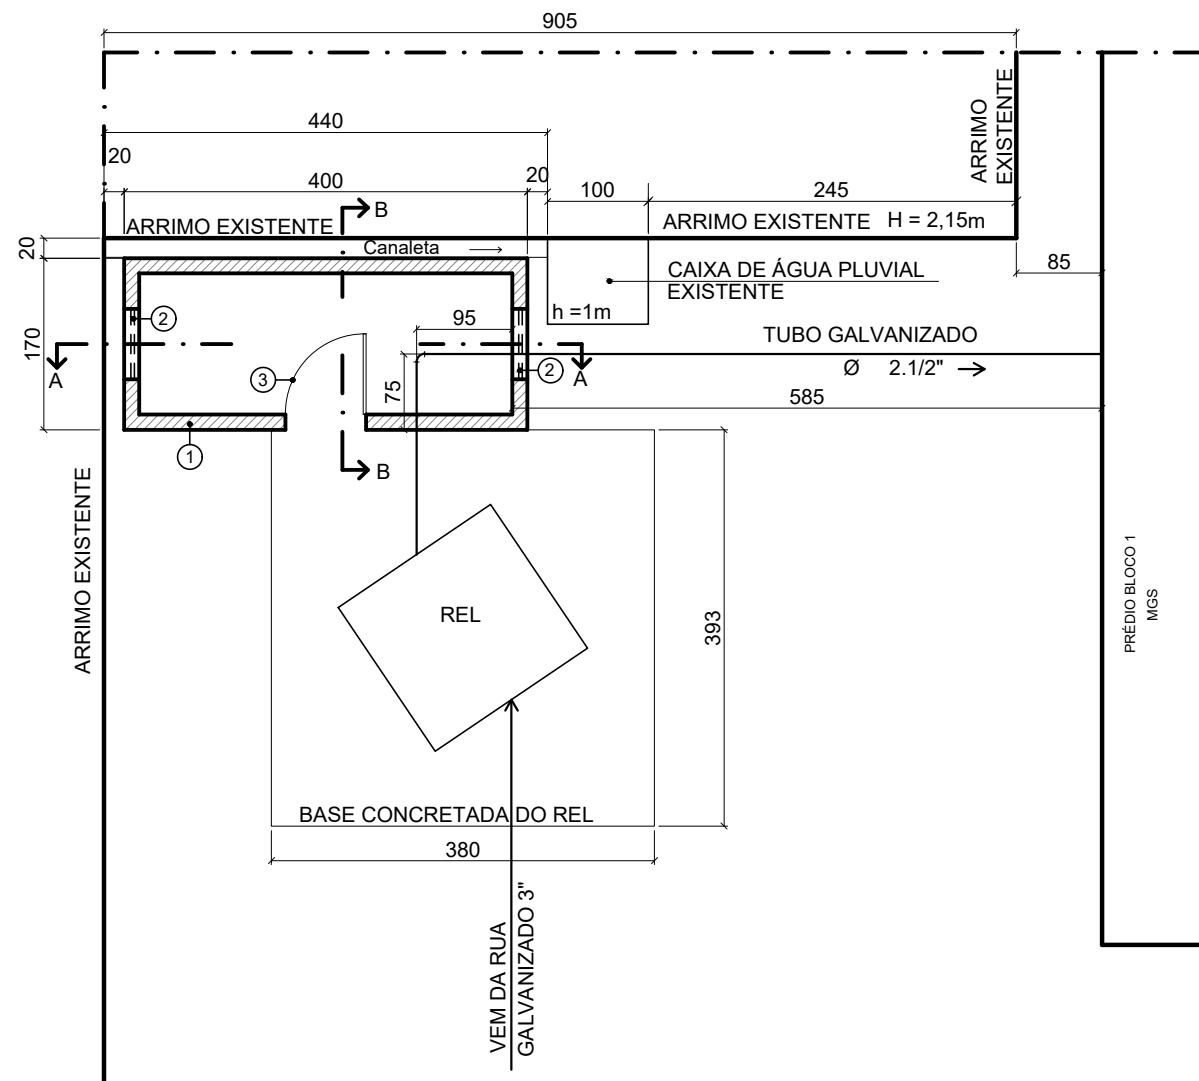 905
ARRIMO
EXISTENTE
440
20
400
20
100
245
B
ARRIMO EXISTENTE
ARRIMO EXISTENTE H = 2,15m
20
Canaleta
85
CAIXA DE ÁGUA PLUVIAL
EXISTENTE
h =1m
2
95
TUBO GALVANIZADO
170
A
3
75
2
A
Ø 2.1/2"
585
1
B
ARRIMO EXISTENTE
REL
393
PRÉDIO BLOCO 1
MGS
BASE CONCRETADA DO REL
380
VEM DA RUA
GALVANIZADO 3"